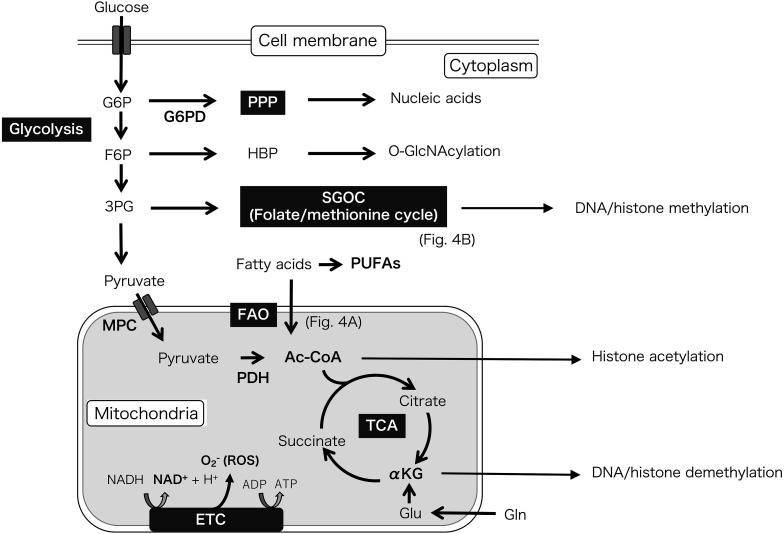 Glucose
Cell membrane
Cytoplasm
G6P
G6PD
PPP
Nucleic acids
Glycolysis
F6P
HBP
O-GlcNAcylation
3PG
SGOC
(Folate/methionine cycle)
DNA/histone methylation
(Fig. 4B)
Fatty acids
PUFAs
Pyruvate
MPC
FAO
(Fig. 4A)
Pyruvate
PDH
Ac-CoA
Histone acetylation
Citrate
Mitochondria
TCA
Succinate
O₂⁻ (ROS)
αKG
DNA/histone demethylation
NADH NAD⁺ + H⁺
ADP ATP
ETC
Glu
Gln